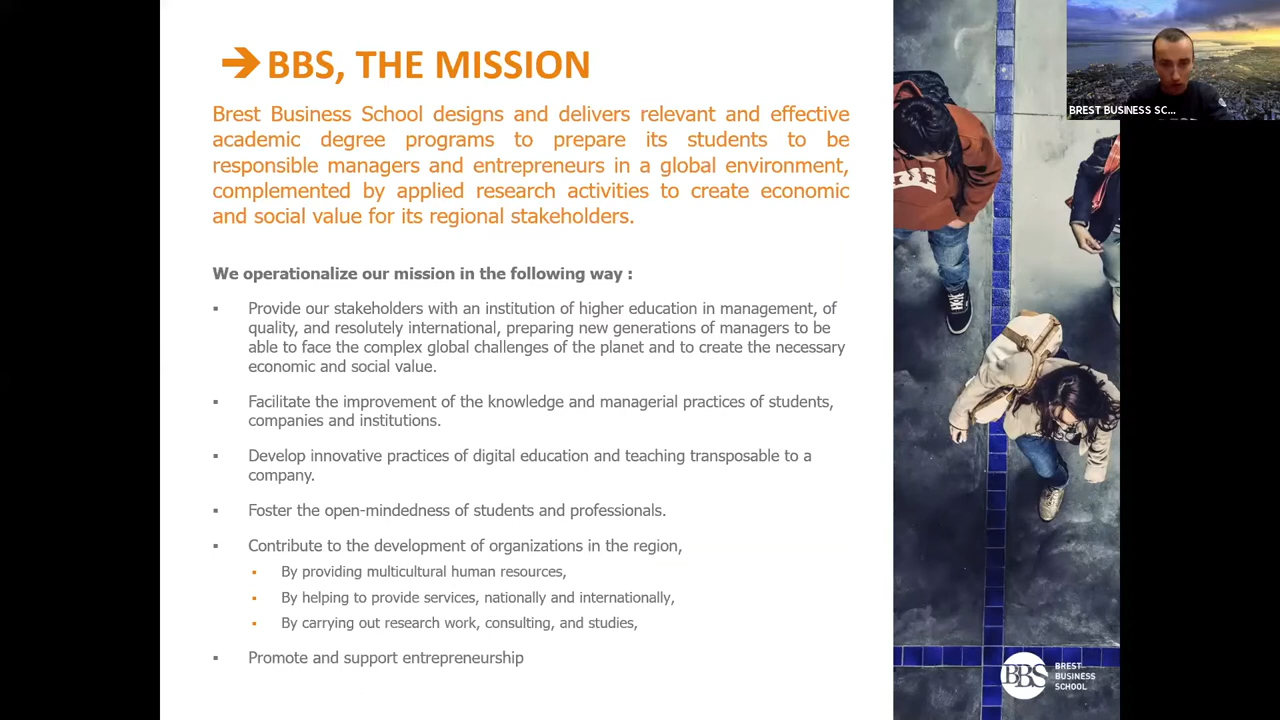 BBS, THE MISSION
Brest Business School designs and delivers relevant and effective
academic degree programs to prepare its students to be
responsible managers and entrepreneurs in a global environment,
complemented by applied research activities to create economic
and social value for its regional stakeholders.
We operationalize our mission in the following way :
Provide our stakeholders with an institution of higher education in management, of
quality, and resolutely international, preparing new generations of managers to be
able to face the complex global challenges of the planet and to create the necessary
economic and social value.
Facilitate the improvement of the knowledge and managerial practices of students,
companies and institutions.
Develop innovative practices of digital education and teaching transposable to a
company.
Foster the open-mindedness of students and professionals.
Contribute to the development of organizations in the region,
By providing multicultural human resources,
By helping to provide services, nationally and internationally,
By carrying out research work, consulting, and studies,
Promote and support entrepreneurship
BREST BUSINESS SC...
BBS
BREST
BUSINESS
SCHOOL